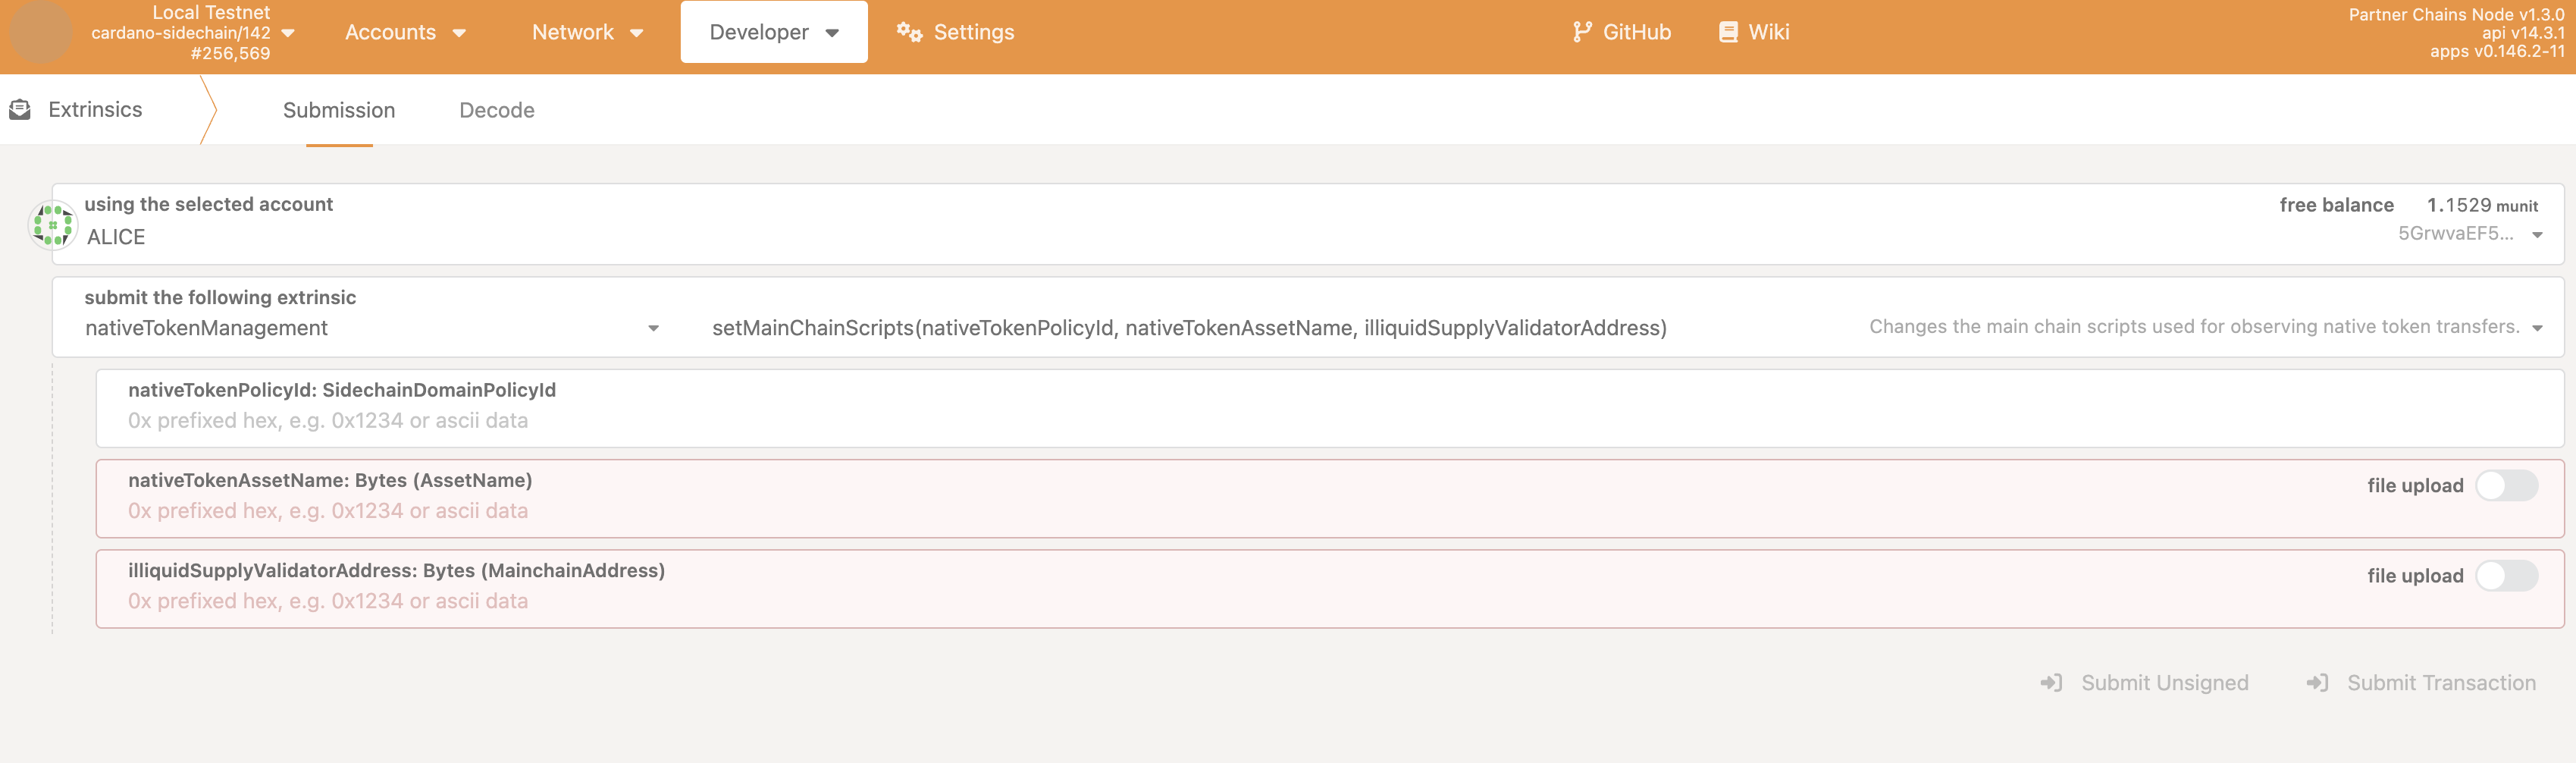 Local Testnet
cardano-sidechain/142
#256,569
Accounts
Network
Developer
Settings
GitHub
Wiki
Partner Chains Node v1.3.0
api v14.3.1
apps v0.146.2-11
Extrinsics
Submission
Decode
using the selected account
ALICE
free balance 1.1529 munit
5GrwvaEF5...
submit the following extrinsic
nativeTokenManagement
setMainChainScripts(nativeTokenPolicyId, nativeTokenAssetName, illiquidSupplyValidatorAddress)
Changes the main chain scripts used for observing native token transfers.
nativeTokenPolicyId: SidechainDomainPolicyId
0x prefixed hex, e.g. 0x1234 or ascii data
nativeTokenAssetName: Bytes (AssetName)
0x prefixed hex, e.g. 0x1234 or ascii data
file upload
illiquidSupplyValidatorAddress: Bytes (MainchainAddress)
0x prefixed hex, e.g. 0x1234 or ascii data
file upload
Submit Unsigned
Submit Transaction